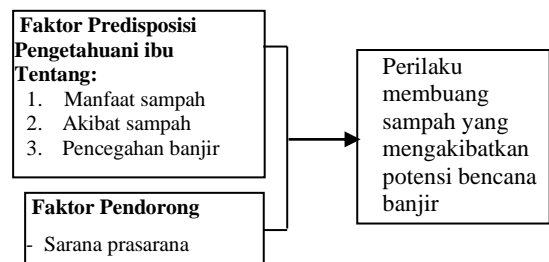 Faktor Predisposisi
Pengetahuani ibu
Tentang:
1. Manfaat sampah
2. Akibat sampah
3. Pencegahan banjir
Perilaku
membuang
sampah yang
mengakibatkan
potensi bencana
banjir
Faktor Pendorong
- Sarana prasarana